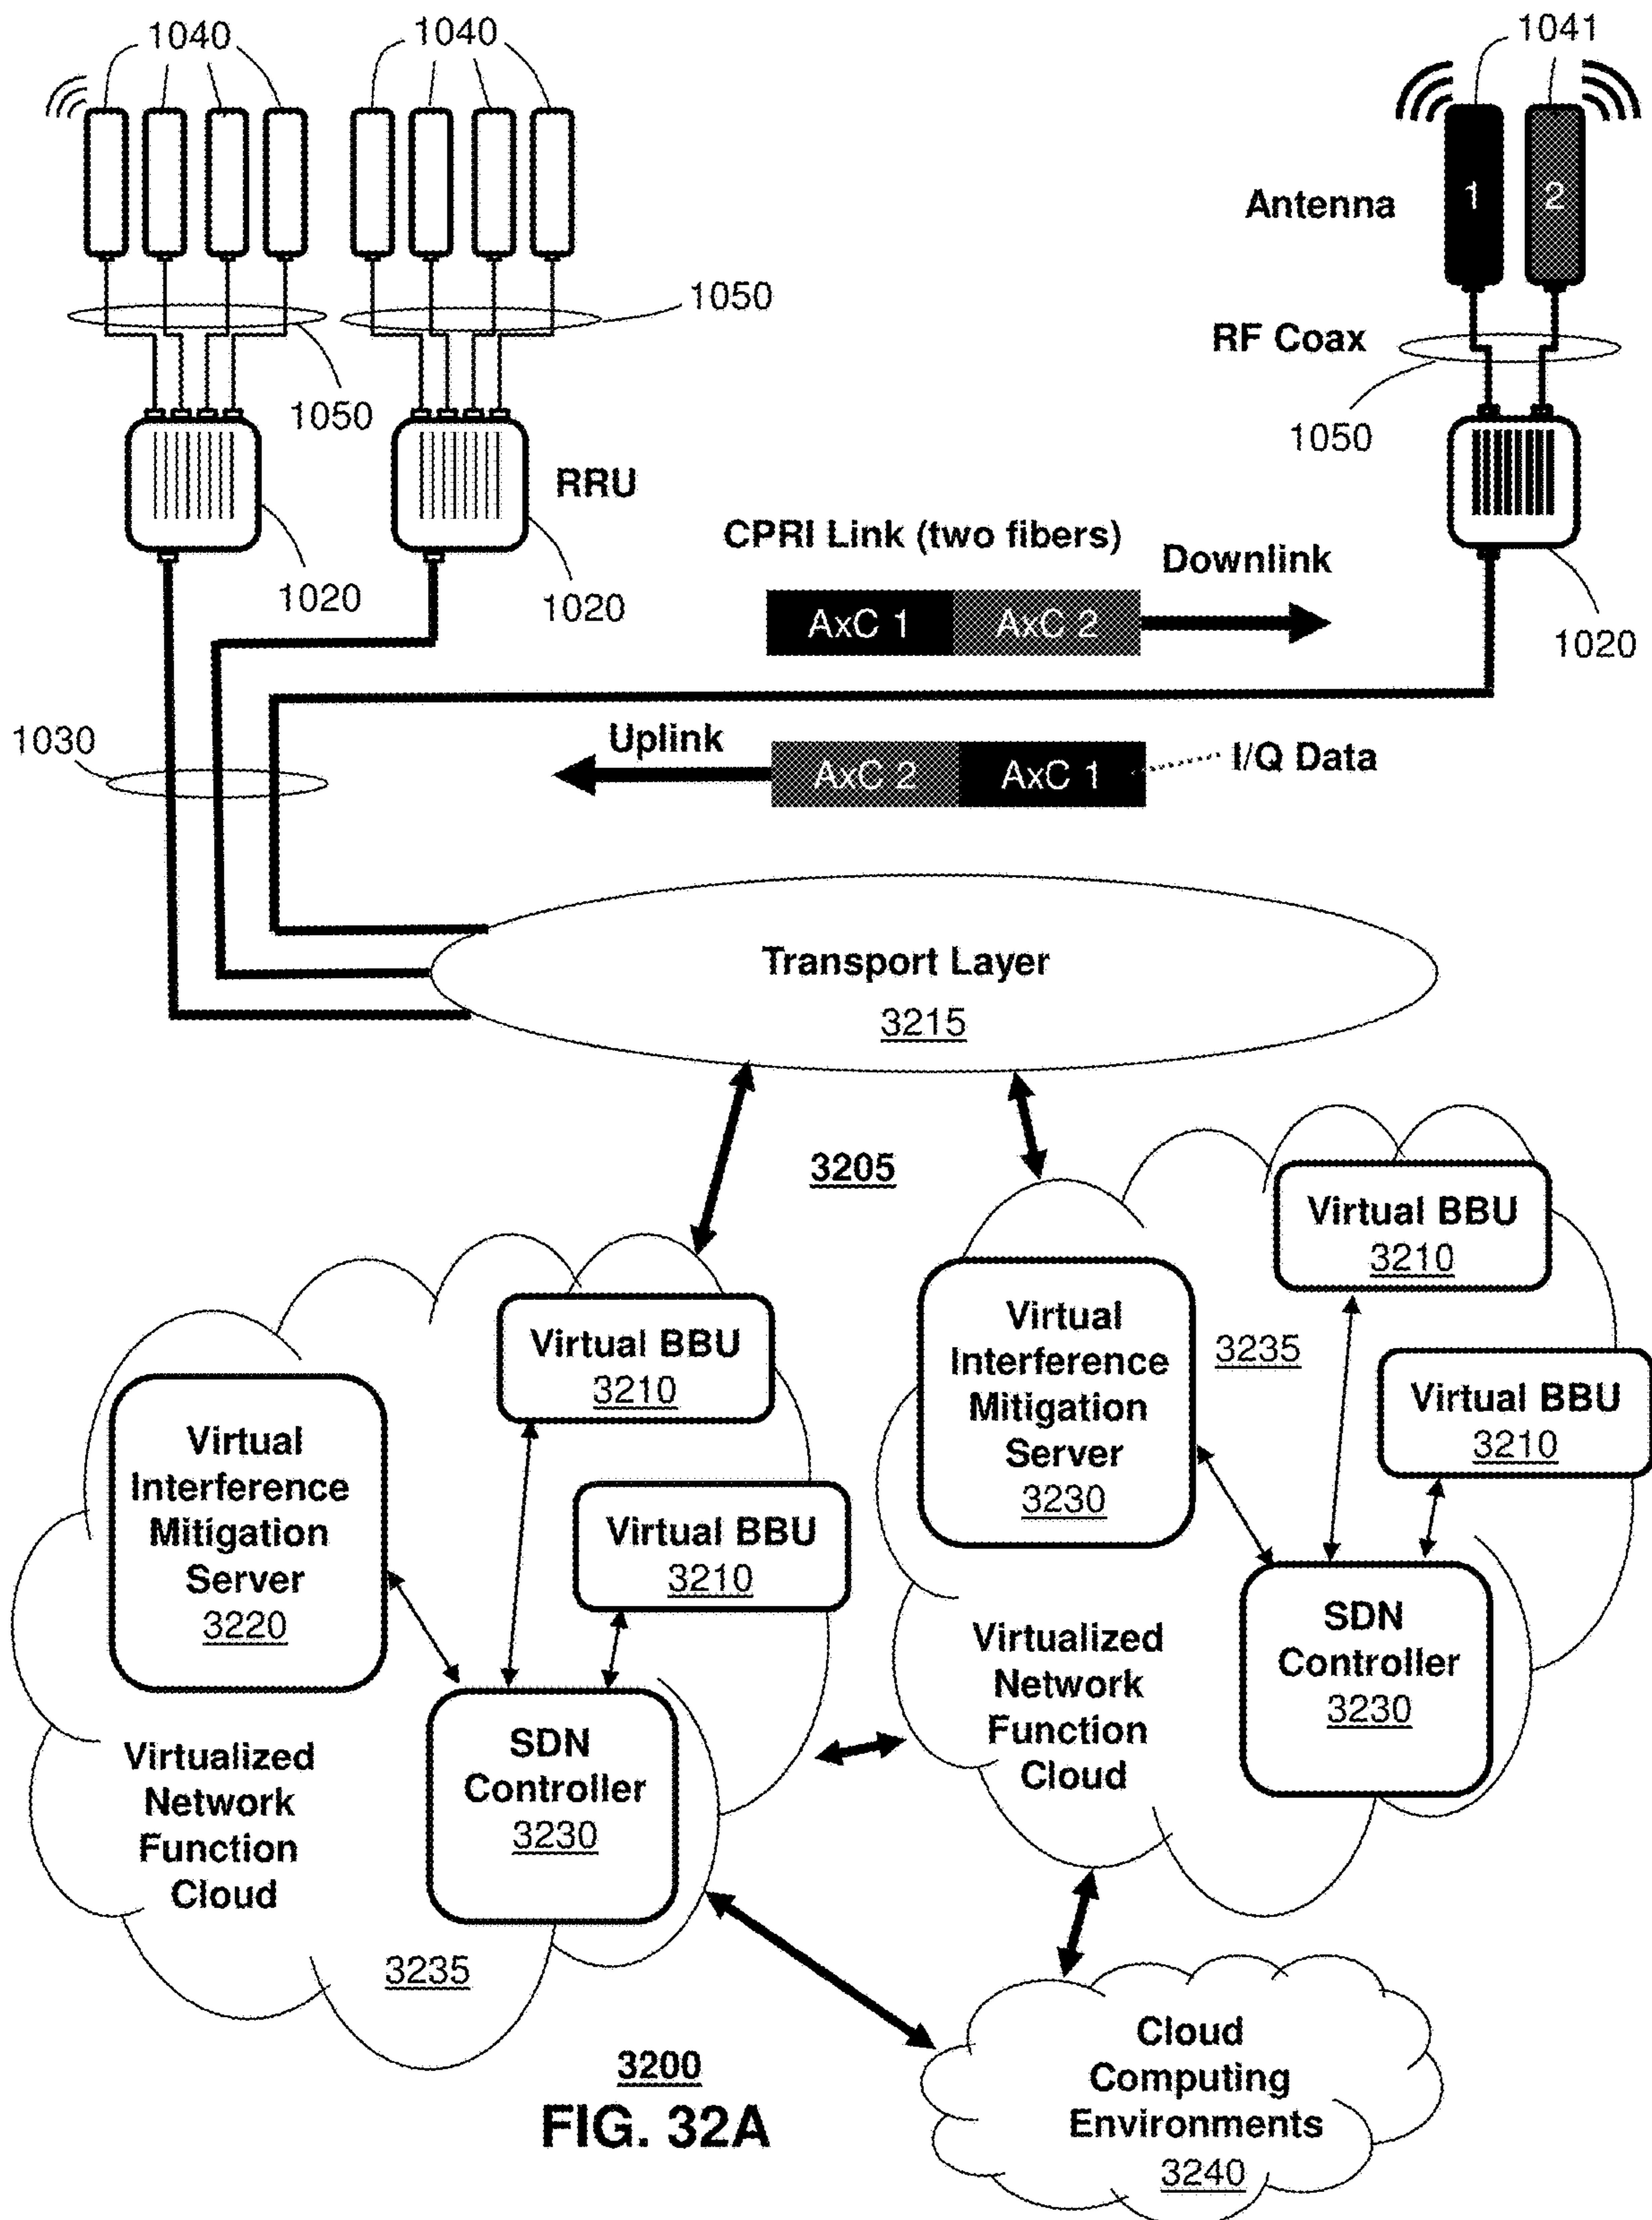 1040
1040
1041
1
2
Antenna
1050
RF Coax
1050
1050
RRU
CPRI Link (two fibers)
Downlink
1020
1020
AxC 1
AxC 2
1020
1030
Uplink
AxC 2
AxC 1
I/Q Data
Transport Layer
3215
3205
Virtual BBU
3210
Virtual
Interference
Mitigation
Server
3230
3235
Virtual BBU
3210
Virtual BBU
3210
Virtual
Interference
Mitigation
Server
3220
Virtual BBU
3210
SDN
Controller
3230
Virtualized
Network
Function
Cloud
SDN
Controller
3230
Virtualized
Network
Function
Cloud
3235
Cloud
Computing
Environments
3240
3200
FIG. 32A